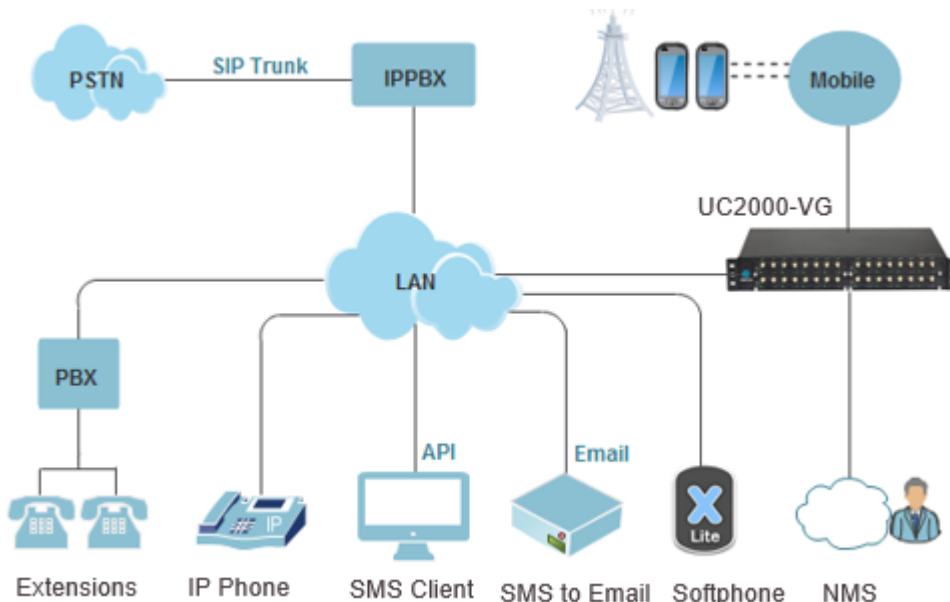 PSTN
SIP Trunk
IPPBX
Mobile
UC2000-VG
LAN
PBX
API
Email
IP
X
Lite
Extensions
IP Phone
SMS Client
SMS to Email
Softphone
NMS